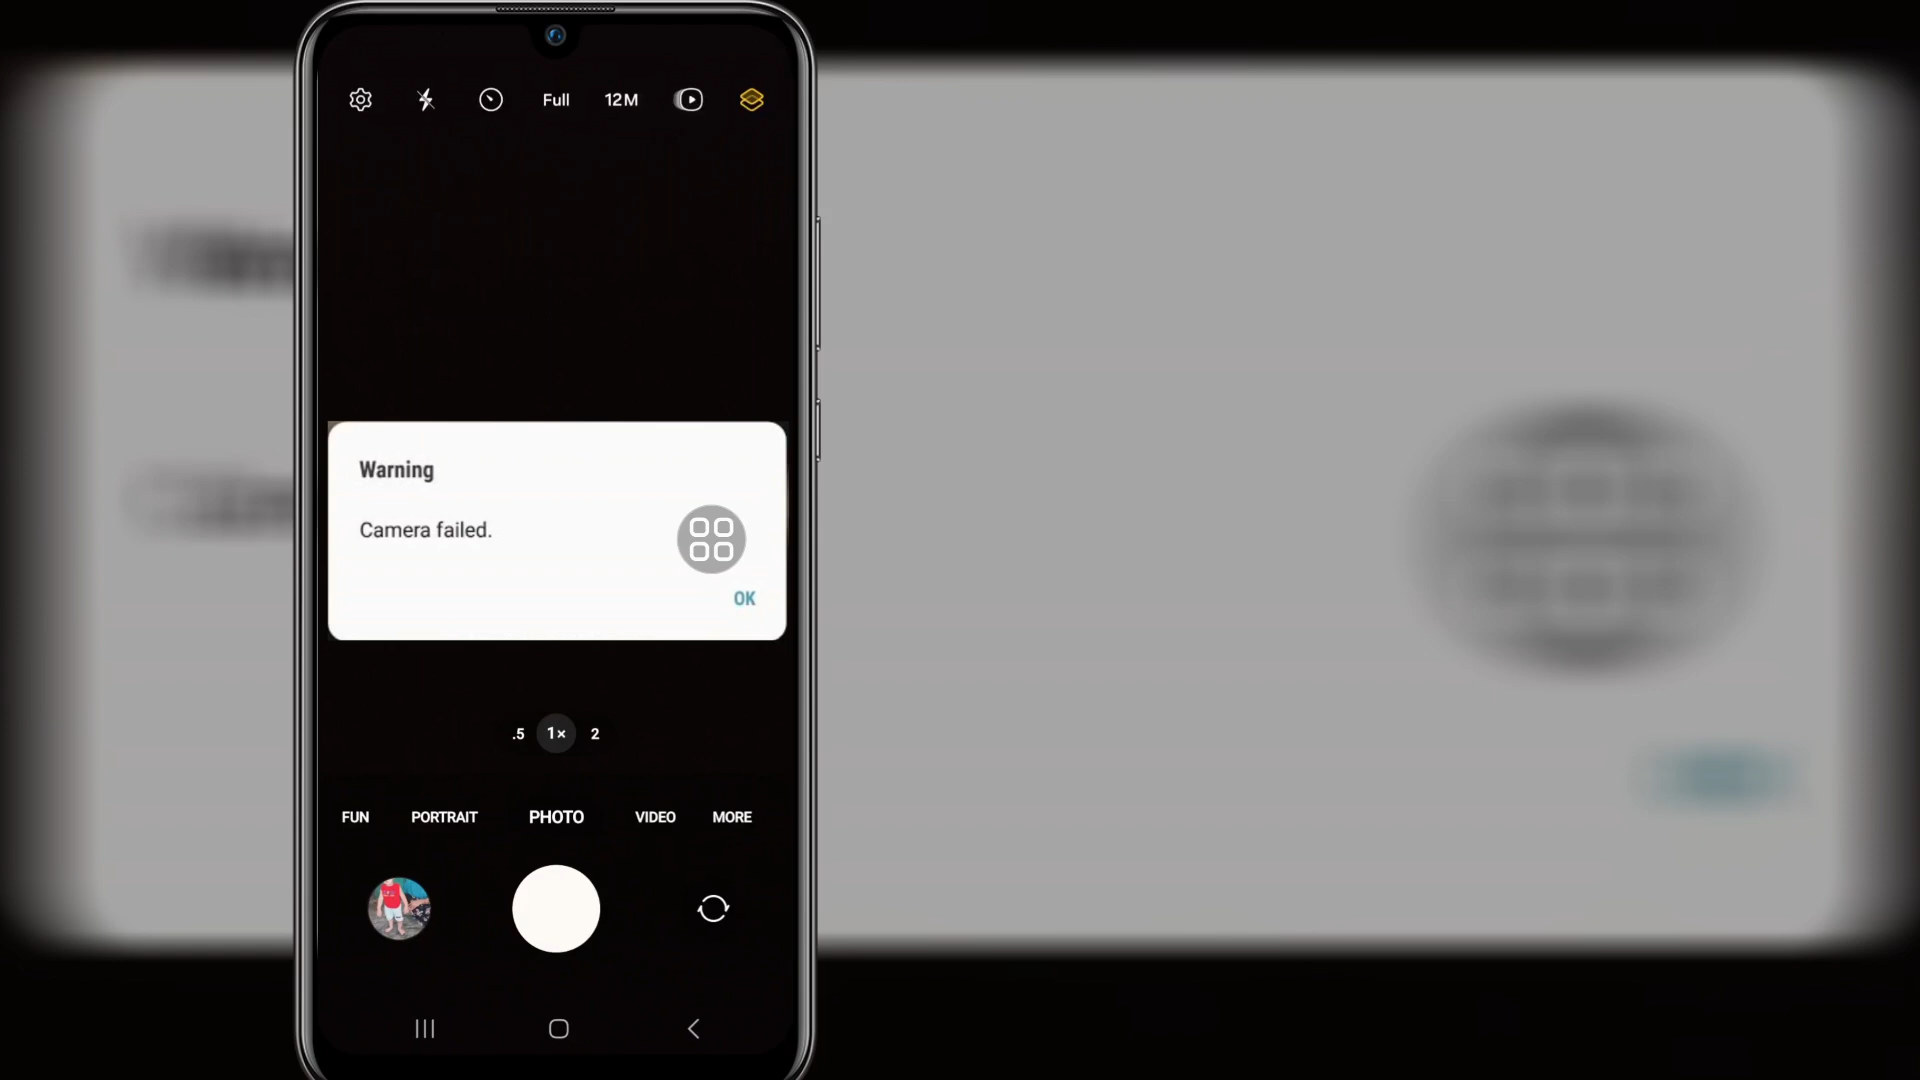 Full 12M
Warning
Camera failed.
OK
.5 1× 2
FUN PORTRAIT PHOTO VIDEO MORE